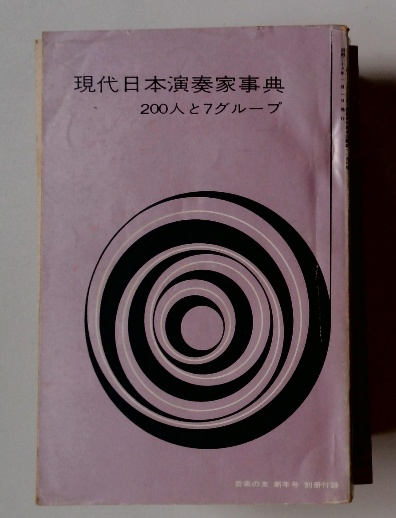 現代日本演奏家事典
200人と7グループ
音楽の友 新年号 別冊付録